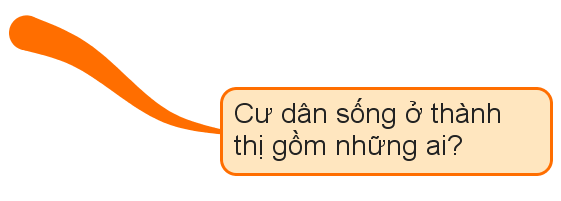 Cư dân sống ở thành
thị gồm những ai?